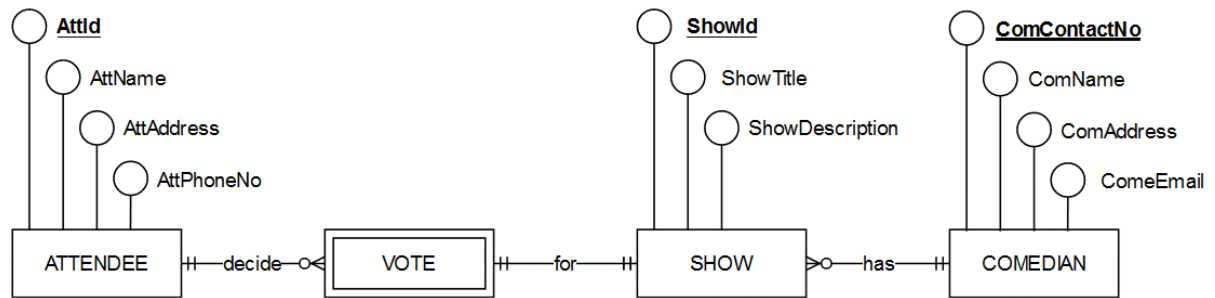 AttId
AttName
AttAddress
AttPhoneNo
ShowId
ShowTitle
ShowDescription
ComContactNo
ComName
ComAddress
ComeEmail
ATTENDEE decide VOTE for SHOW has COMEDIAN